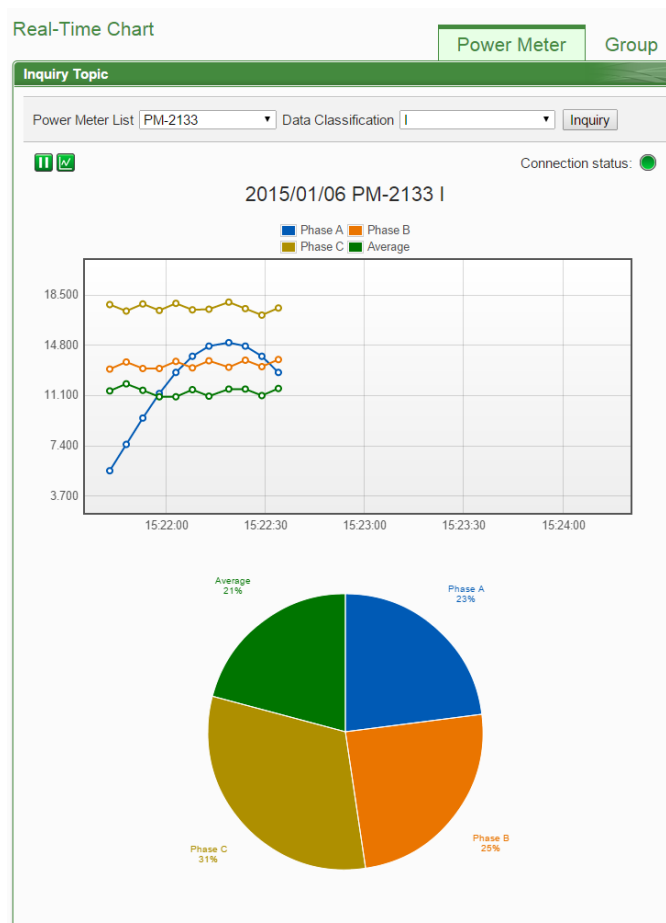 Real-Time Chart
Power Meter Group
Inquiry Topic
Power Meter List PM-2133 Data Classification I Inquiry
Connection status:
2015/01/06 PM-2133 I
Phase A Phase B
Phase C Average
18.500
14.800
11.100
7.400
3.700
15:22:00 15:22:30 15:23:00 15:23:30 15:24:00
Average
21%
Phase A
23%
Phase B
25%
Phase C
31%